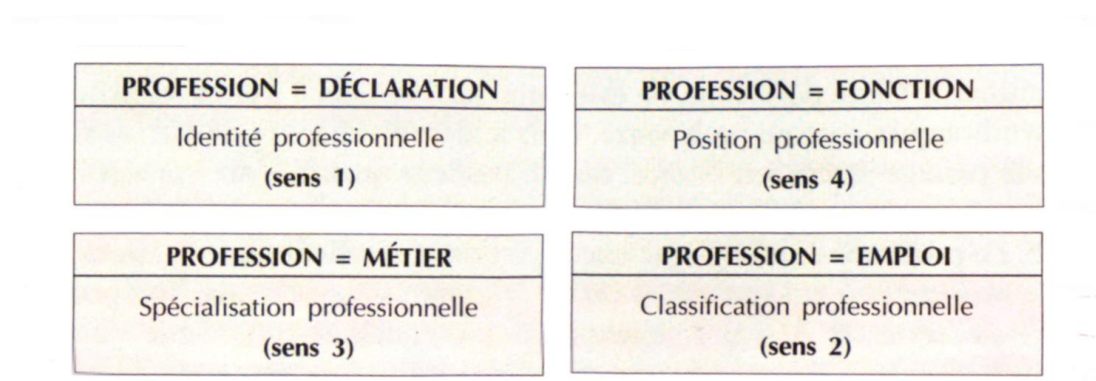 PROFESSION = DÉCLARATION
Identité professionnelle
(sens 1)
PROFESSION = FONCTION
Position professionnelle
(sens 4)
PROFESSION = MÉTIER
Spécialisation professionnelle
(sens 3)
PROFESSION = EMPLOI
Classification professionnelle
(sens 2)